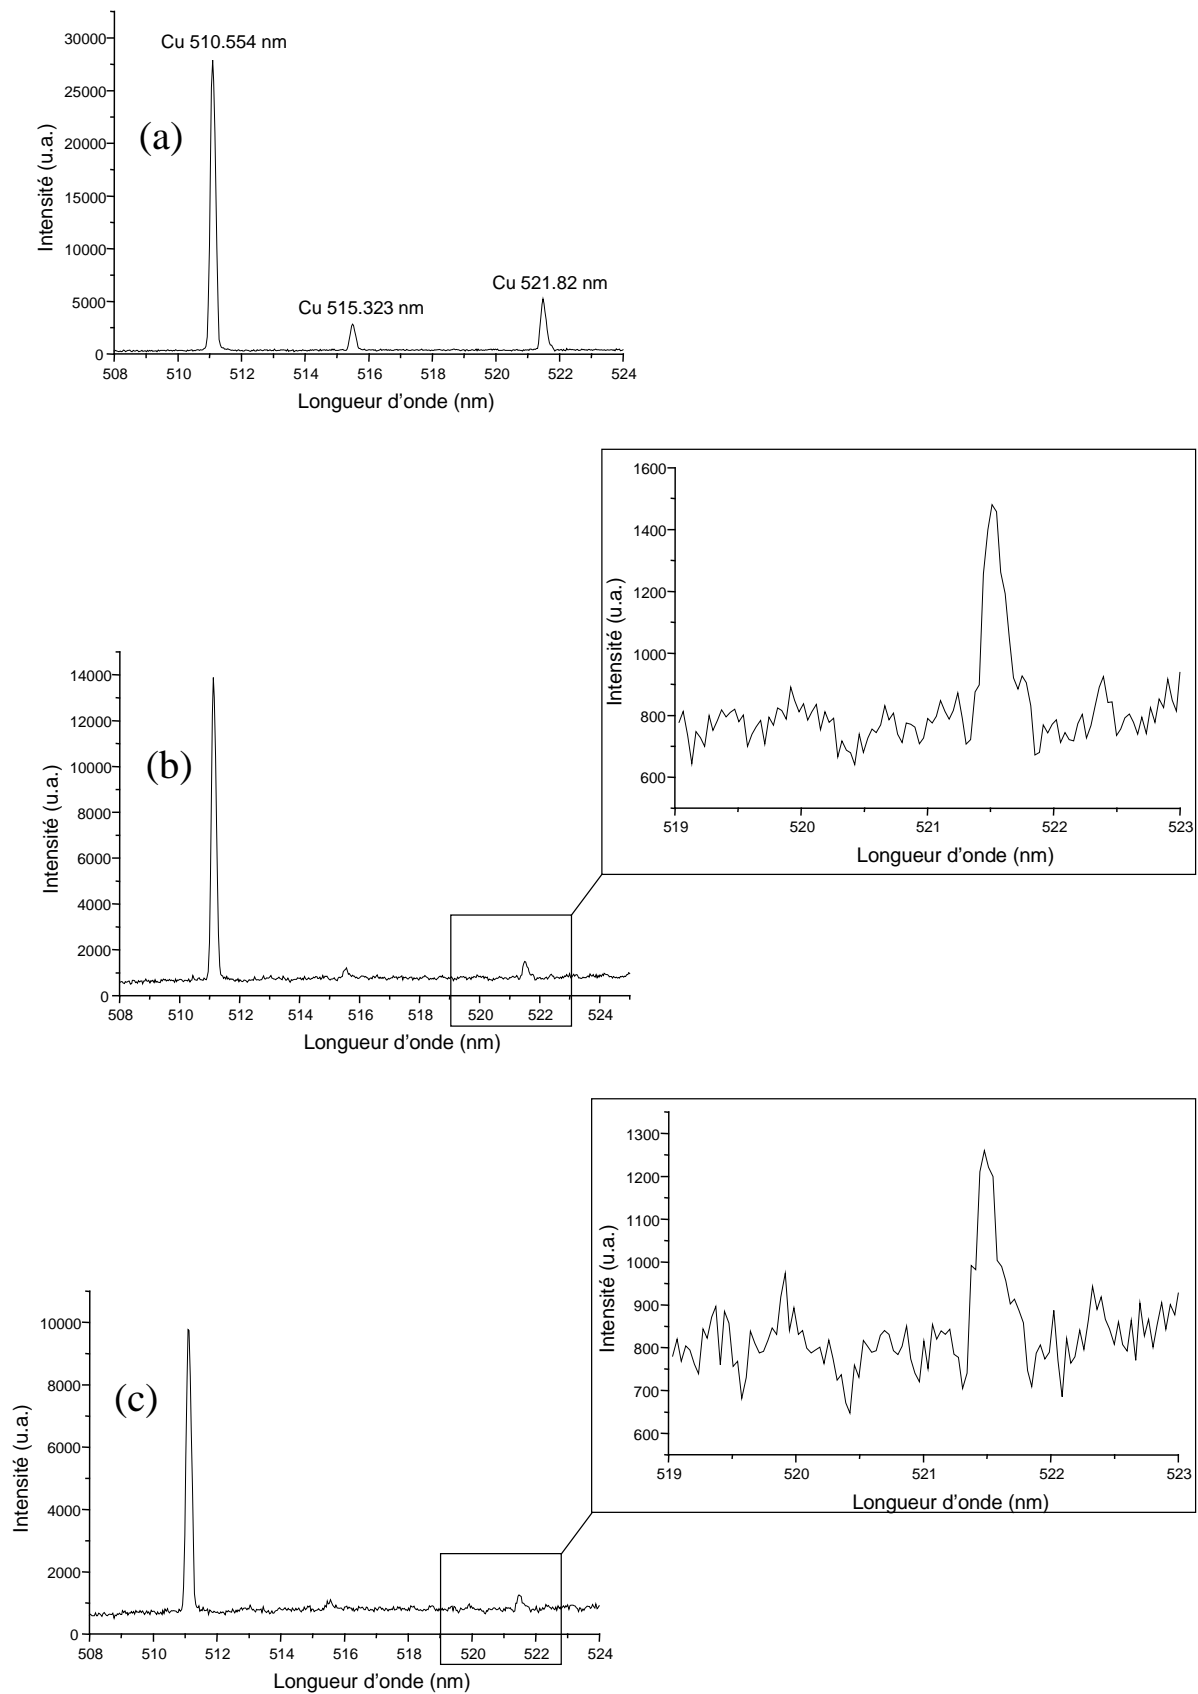 30000
Cu 510.554 nm
25000
(a)
20000
15000
10000
Cu 521.82 nm
Cu 515.323 nm
5000
0
508 510 512 514 516 518 520 522 524
Longueur d'onde (nm)
Intensité (u.a.)
1600
1400
1200
1000
800
600
519 520 521 522 523
Longueur d'onde (nm)
Intensité (u.a.)
14000
12000
(b)
10000
8000
6000
4000
2000
0
508 510 512 514 516 518 520 522 524
Longueur d'onde (nm)
Intensité (u.a.)
1300
1200
1100
1000
900
800
700
600
519 520 521 522 523
Longueur d'onde (nm)
Intensité (u.a.)
10000
(c)
8000
6000
4000
2000
0
508 510 512 514 516 518 520 522 524
Longueur d'onde (nm)
Intensité (u.a.)